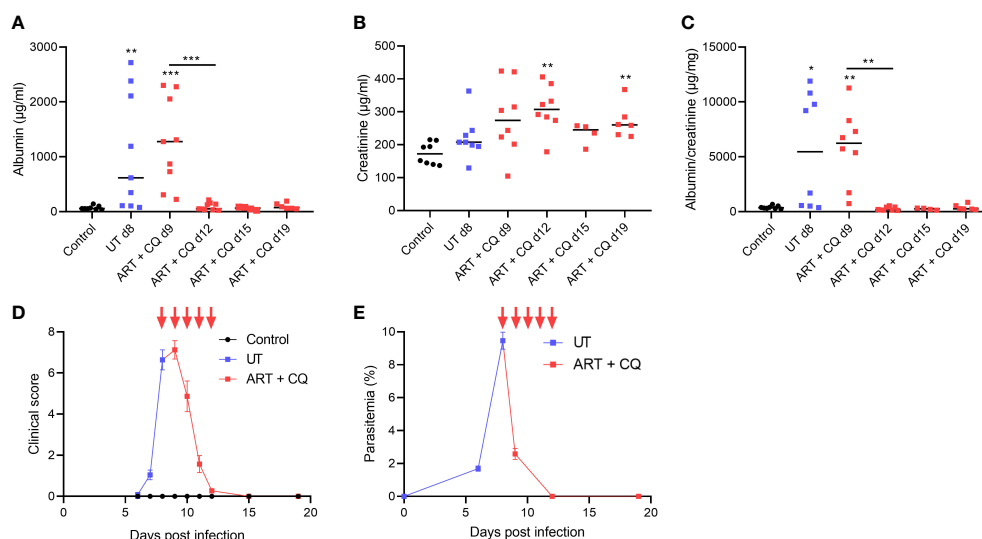 A
Albumin (µg/ml)
3000
2000
1000
0
**
***
***
Control
UT d8
ART + CQ d9
ART + CQ d12
ART + CQ d15
ART + CQ d19
B
Creatinine (µg/ml)
500
400
300
200
100
0
**
**
Control
UT d8
ART + CQ d9
ART + CQ d12
ART + CQ d15
ART + CQ d19
C
Albumin/creatinine (µg/mg)
15000
10000
5000
0
*
**
**
Control
UT d8
ART + CQ d9
ART + CQ d12
ART + CQ d15
ART + CQ d19
D
Clinical score
8
6
4
2
0
0
5
10
15
20
Days post infection
Control
UT
ART + CQ
E
Parasitemia (%)
10
8
6
4
2
0
0
5
10
15
20
Days post infection
UT
ART + CQ